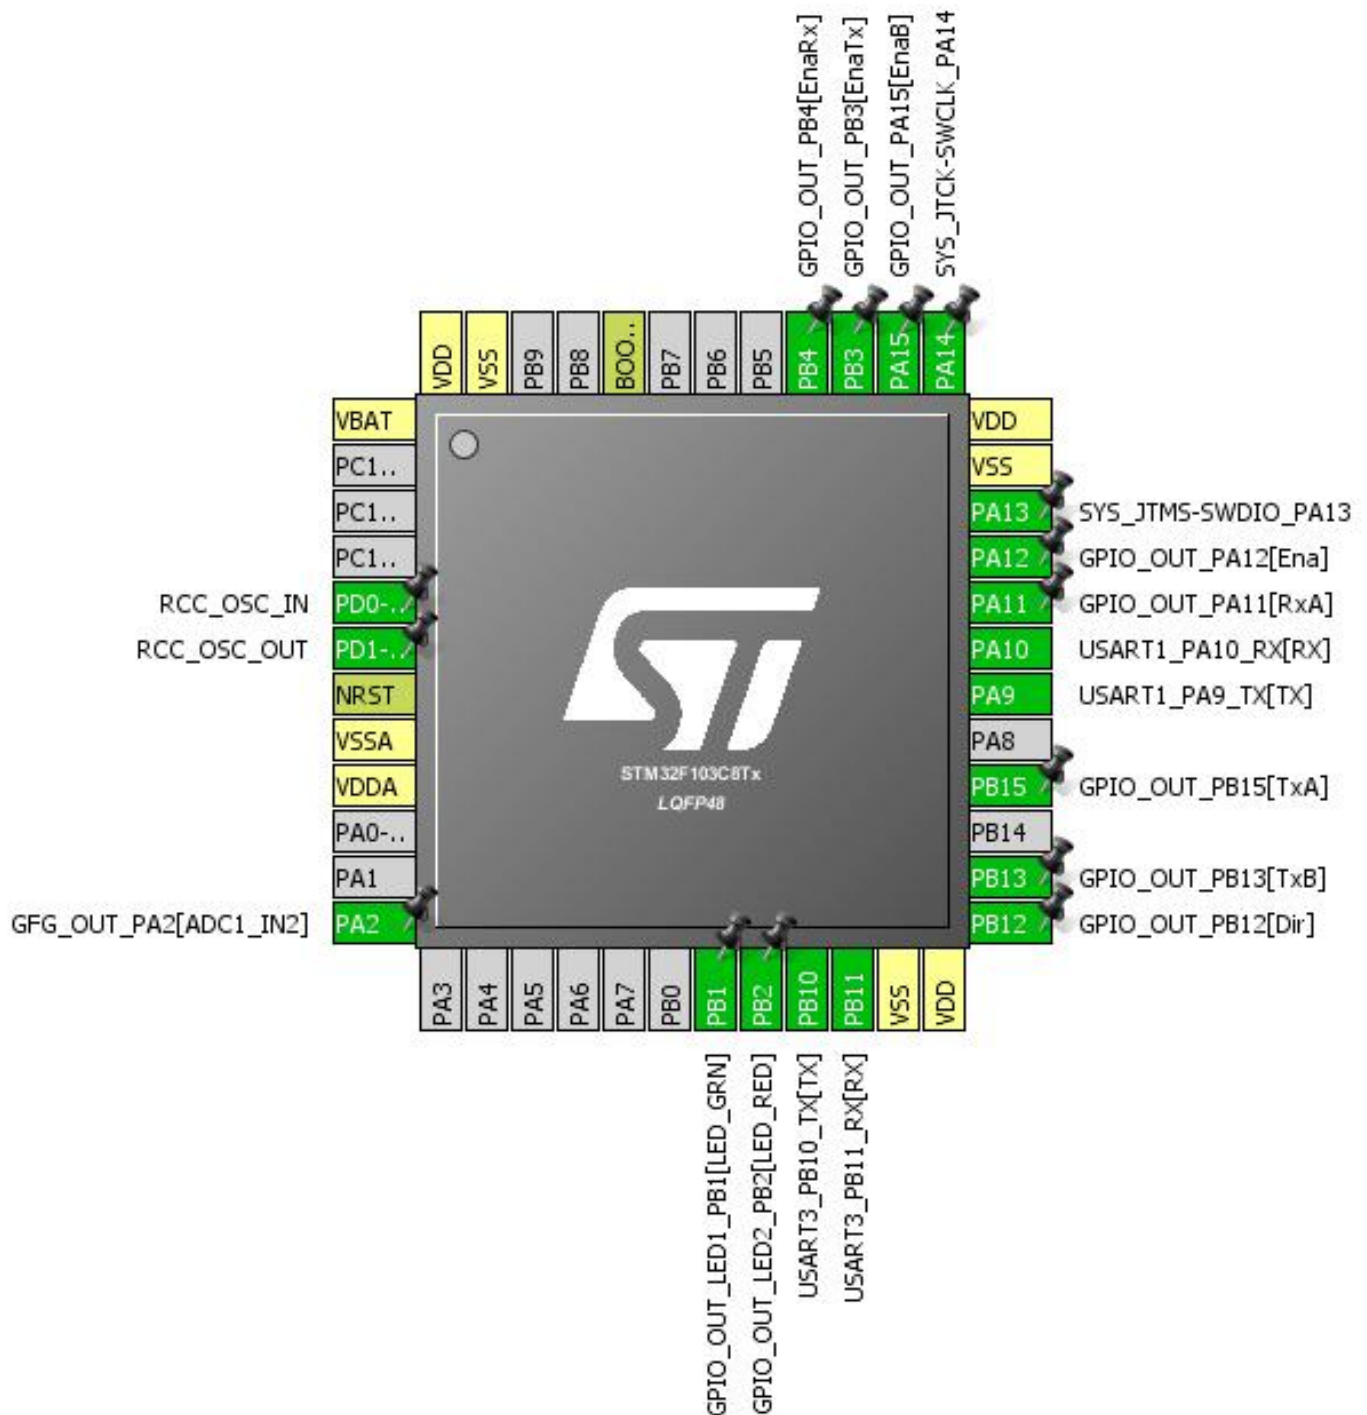 GPIO_OUT_PB4[EnaRx]
GPIO_OUT_PB3[EnaTx]
GPIO_OUT_PA15[EnaB]
SYS_JTCK-SWCLK_PA14
VDD
VSS
PB9
PB8
BOO..
PB7
PB6
PB5
PB4
PB3
PA15
PA14
VBAT
PC1..
PC1..
PC1..
RCC_OSC_IN PD0-..
RCC_OSC_OUT PD1-..
NRST
VSSA
VDDA
PA0-..
PA1
GFG_OUT_PA2[ADC1_IN2] PA2
ST
STM32F103C8Tx
LQFP48
VDD
VSS
PA13 SYS_JTMS-SWDIO_PA13
PA12 GPIO_OUT_PA12[Ena]
PA11 GPIO_OUT_PA11[RxA]
PA10 USART1_PA10_RX[RX]
PA9 USART1_PA9_TX[TX]
PA8
PB15 GPIO_OUT_PB15[TxA]
PB14
PB13 GPIO_OUT_PB13[TxB]
PB12 GPIO_OUT_PB12[Dir]
PA3
PA4
PA5
PA6
PA7
PB0
PB1
PB2
PB10
PB11
VSS
VDD
GPIO_OUT_LED1_PB1[LED_GRN]
GPIO_OUT_LED2_PB2[LED_RED]
USART3_PB10_TX[TX]
USART3_PB11_RX[RX]